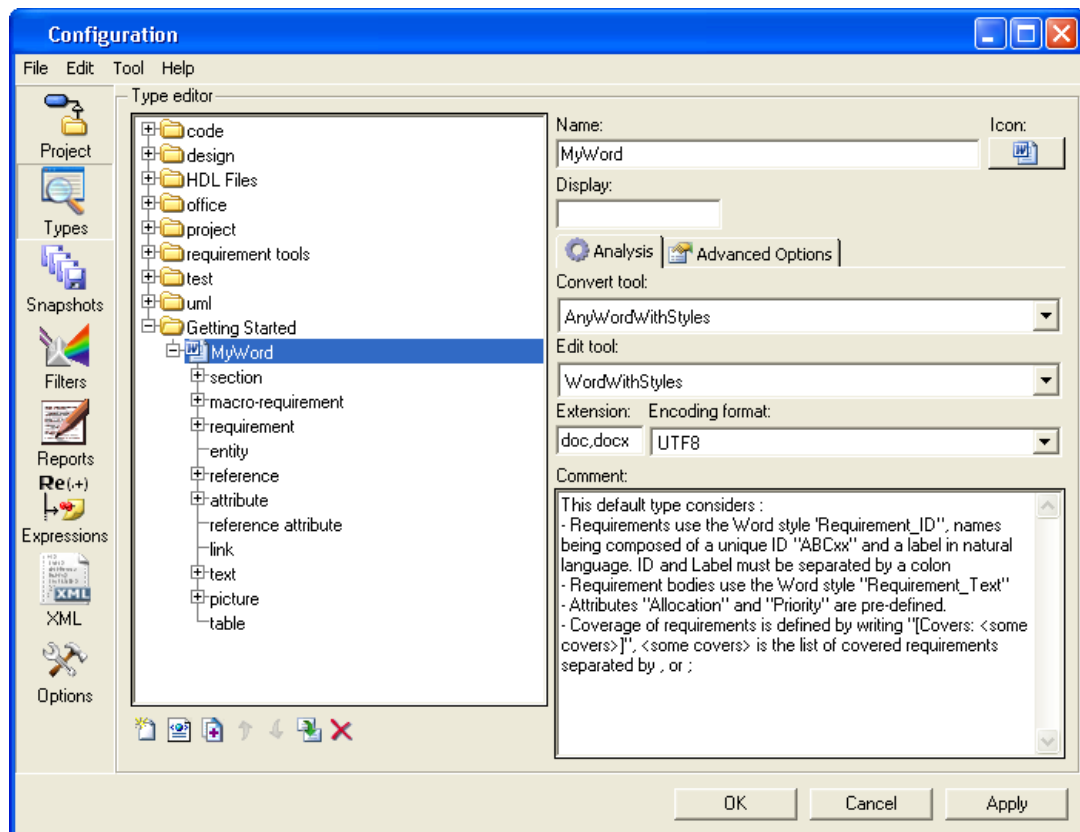 Configuration
File Edit Tool Help
Project
Types
Snapshots
Filters
Reports
Re(.+)
Expressions
XML
XML
Options
Type editor
code
design
HDL Files
office
project
requirement tools
test
uml
Getting Started
MyWord
section
macro-requirement
requirement
entity
reference
attribute
reference attribute
link
text
picture
table
Name:
Icon:
MyWord
Display:
Analysis
Advanced Options
Convert tool:
AnyWordWithStyles
Edit tool:
WordWithStyles
Extension: Encoding format:
doc,docx UTF8
Comment:
This default type considers :
- Requirements use the Word style 'Requirement_ID", names
being composed of a unique ID "ABCxx" and a label in natural
language. ID and Label must be separated by a colon
- Requirement bodies use the Word style "Requirement_Text"
- Attributes "Allocation" and "Priority" are pre-defined.
- Coverage of requirements is defined by writing "[Covers: <some
covers>]", <some covers> is the list of covered requirements
separated by , or ;
OK Cancel Apply